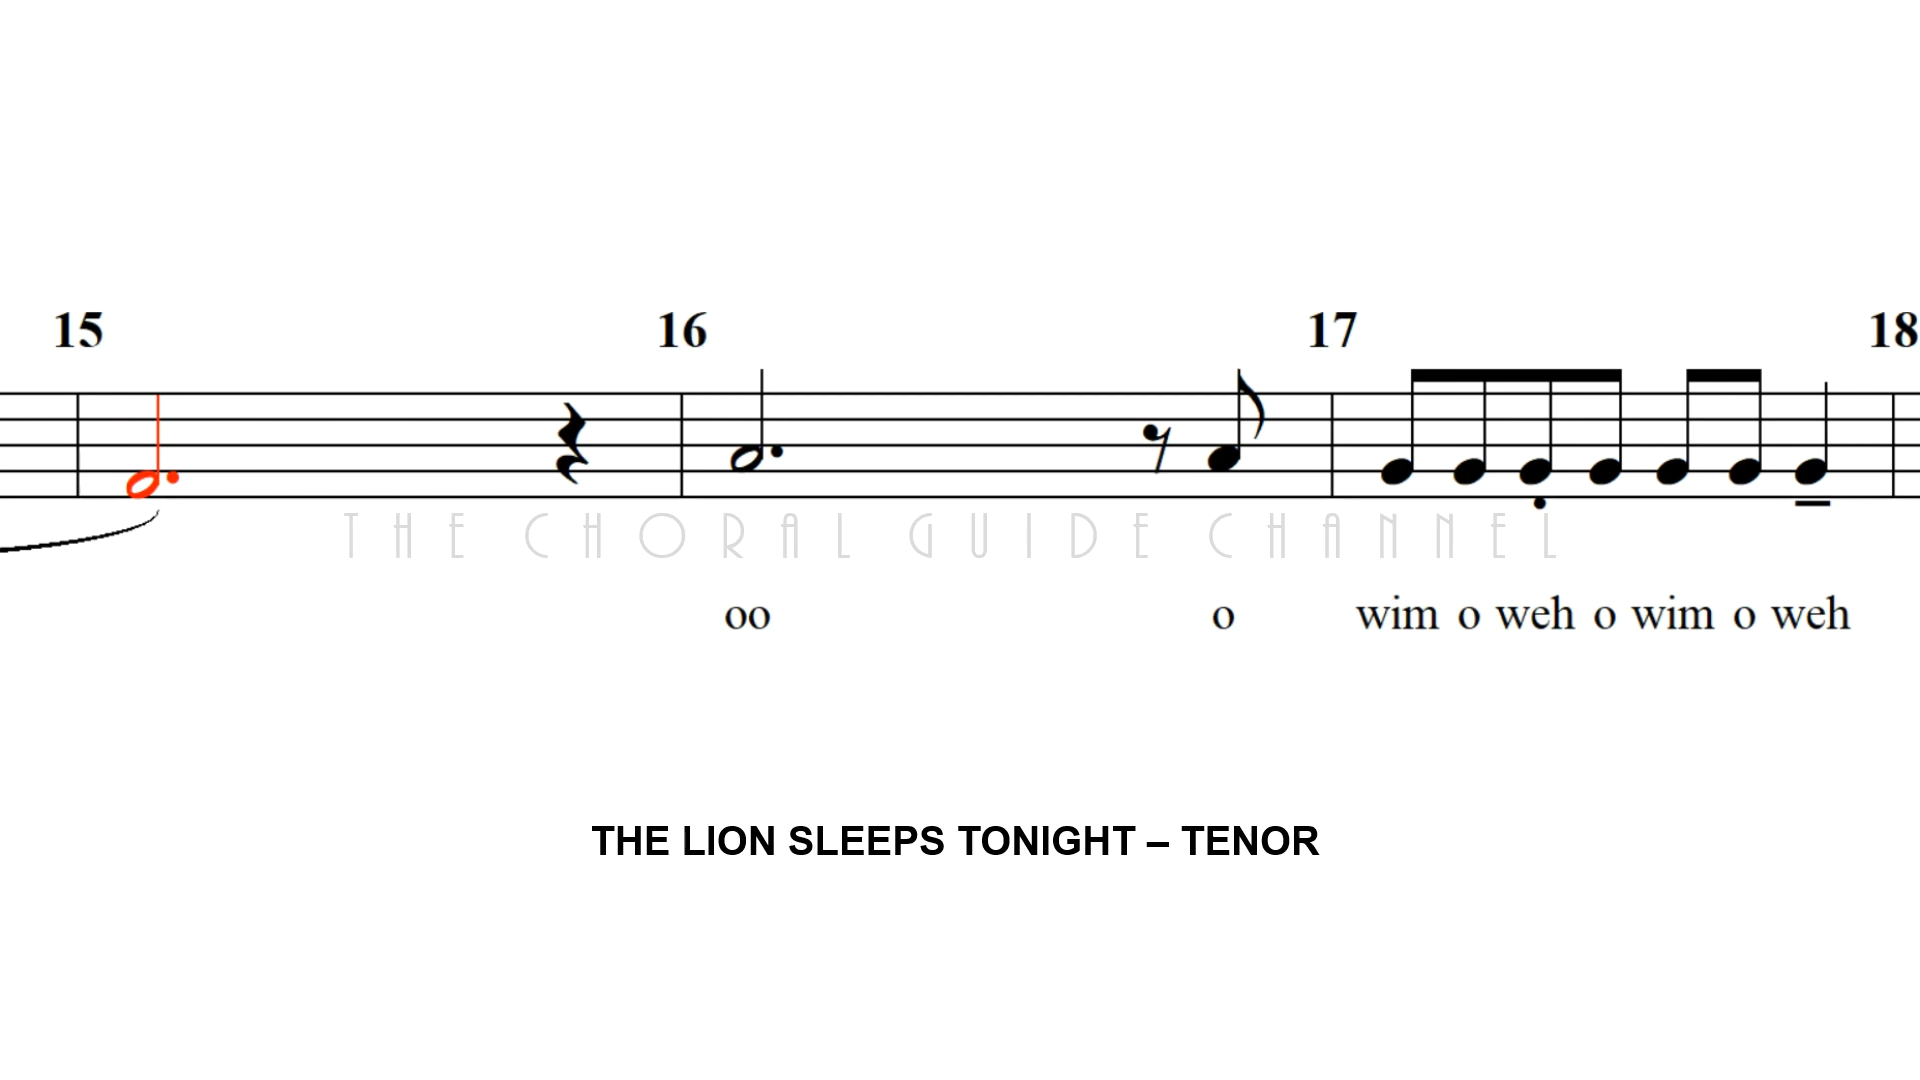 15 16 17 18
THE CHORAL GUIDE CHANNEL
oo o wim o weh o wim o weh
THE LION SLEEPS TONIGHT – TENOR